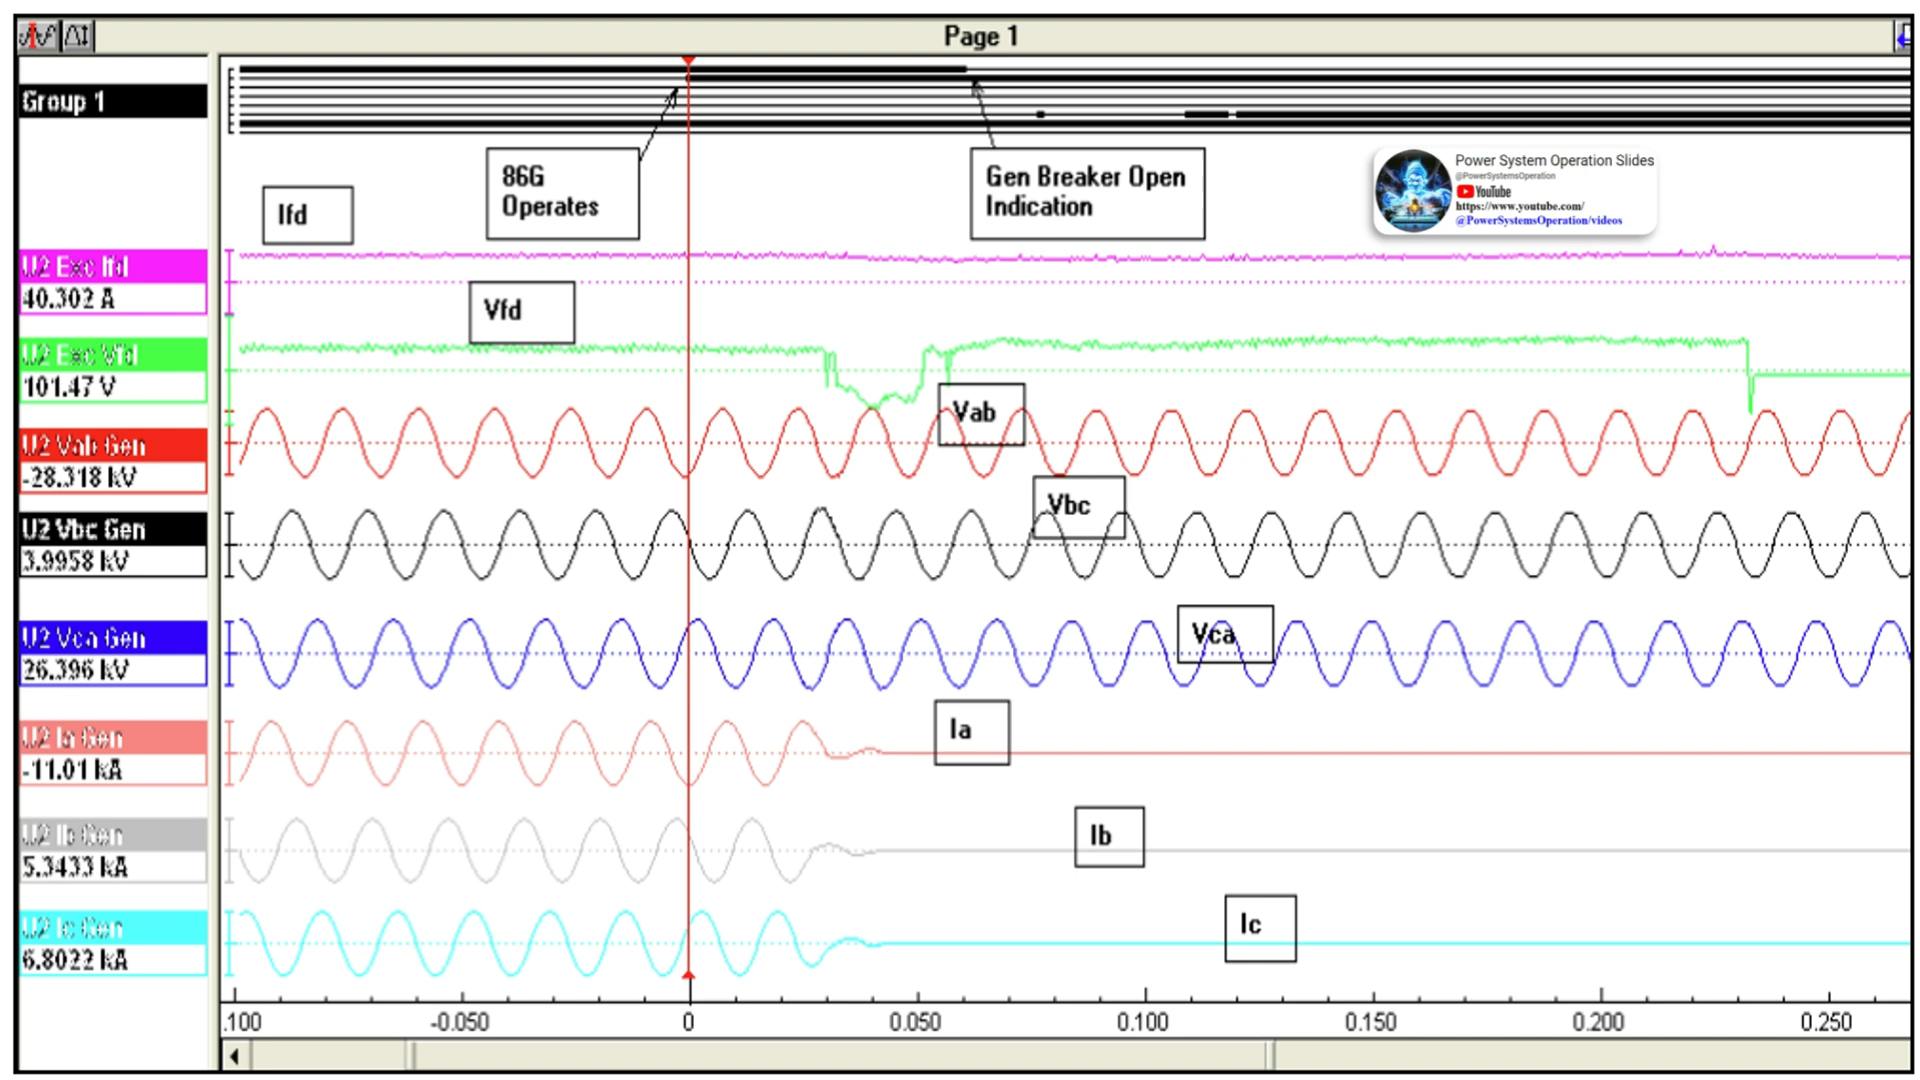 Page 1
Group 1
86G
Operates
Gen Breaker Open
Indication
Power System Operation Slides
@PowerSystemsOperation
YouTube
https://www.youtube.com/
@PowerSystemsOperation/videos
Ifd
U2 Exc Ifd
40.302 A
Vfd
U2 Exc Vfd
101.47 V
Vab
U2 Vab Gen
-28.318 kV
Vbc
U2 Vbc Gen
3.9958 kV
Vca
U2 Vca Gen
26.396 kV
Ia
U2 Ia Gen
-11.01 kA
Ib
U2 Ib Gen
5.3433 kA
Ic
U2 Ic Gen
6.8022 kA
.100 -0.050 0 0.050 0.100 0.150 0.200 0.250